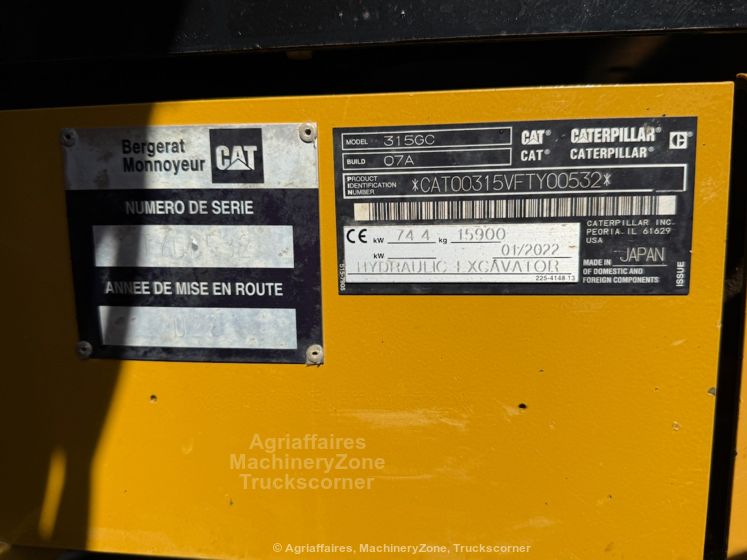 Bergerat
Monnoyeur
CAT
NUMERO DE SERIE
ANNEE DE MISE EN ROUTE
MODEL 315GC
BUILD 07A
CAT® CATERPILLAR® C
CAT® CATERPILLAR®
PRODUCT
IDENTIFICATION
NUMBER
*CAT00315VFTY00532*
CE kW 74.4 kg 15900
kW 01/2022
HYDRAULIC EXCAVATOR
225-4148 13
CATERPILLAR INC.
PEORIA. IL 61629
USA
MADE IN JAPAN
OF DOMESTIC AND
FOREIGN COMPONENTS
ISSUE
Agriaffaires
MachineryZone
Truckscorner
© Agriaffaires, MachineryZone, Truckscorner